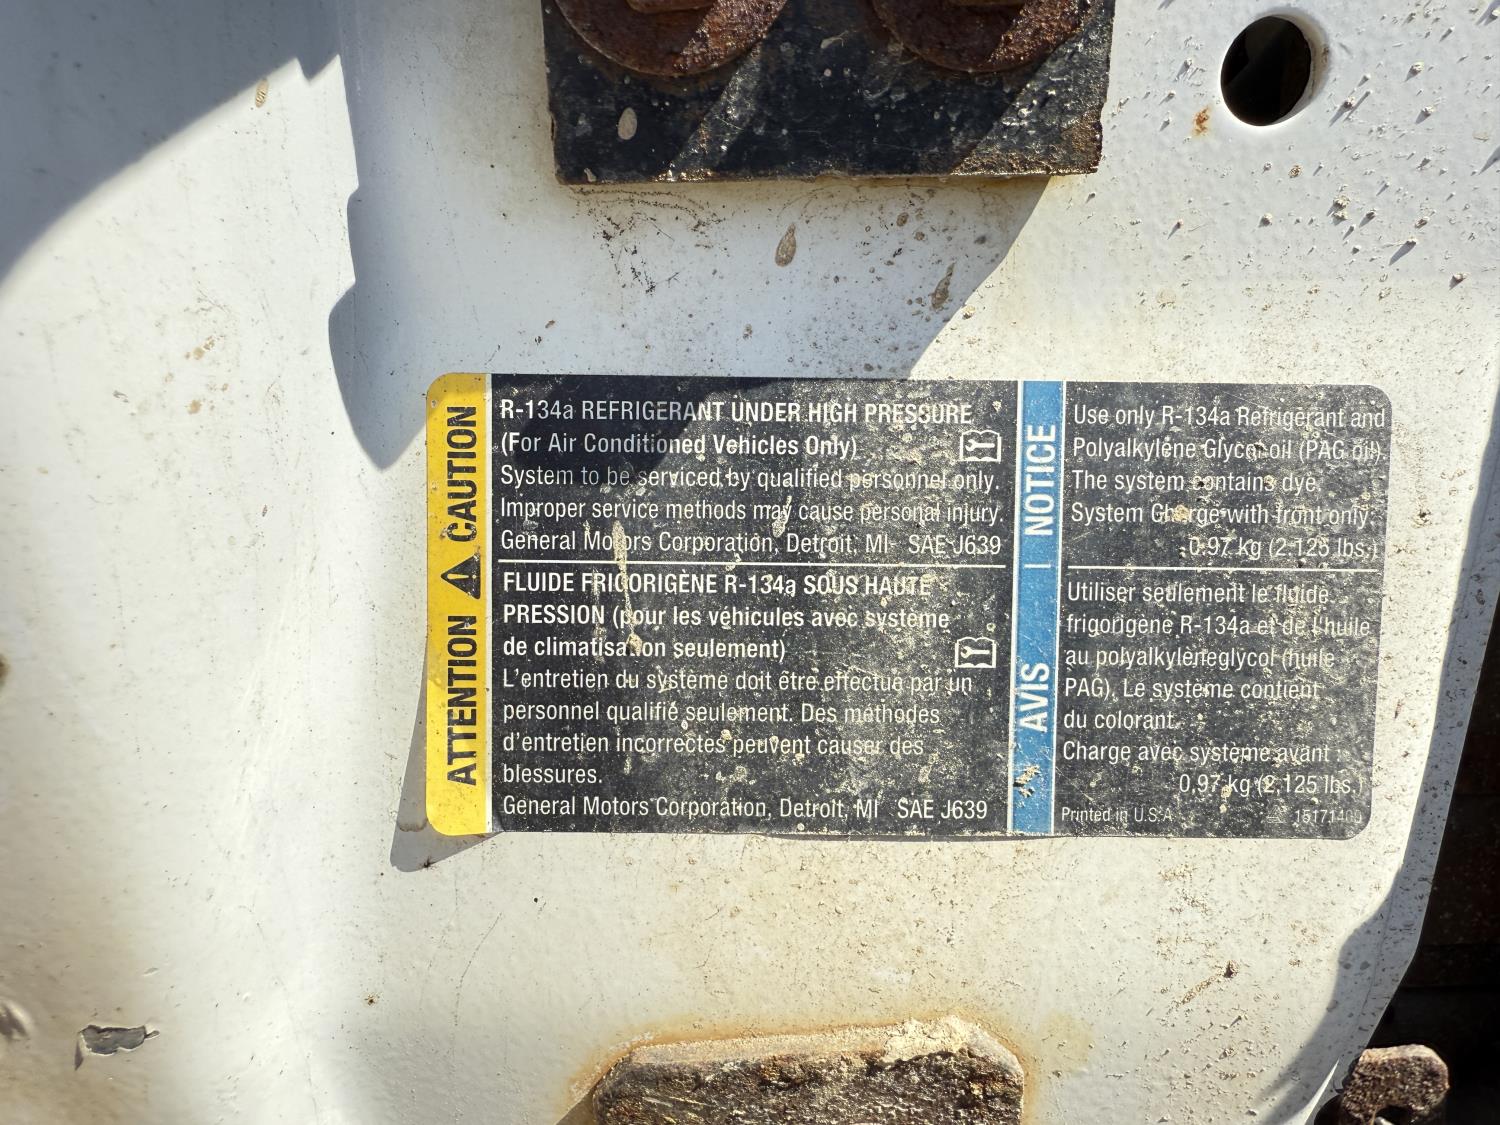 ATTENTION ⚠ CAUTION
R-134a REFRIGERANT UNDER HIGH PRESSURE
(For Air Conditioned Vehicles Only)
System to be serviced by qualified personnel only.
Improper service methods may cause personal injury.
General Motors Corporation, Detroit, MI SAE J639
FLUIDE FRIGORIGÈNE R-134a SOUS HAUTE
PRESSION (pour les véhicules avec système
de climatisation seulement)
L'entretien du système doit être effectué par un
personnel qualifié seulement. Des méthodes
d'entretien incorrectes peuvent causer des
blessures.
General Motors Corporation, Detroit, MI SAE J639
AVIS | NOTICE
Use only R-134a Refrigerant and
Polyalkylene Glycol oil (PAG oil).
The system contains dye.
System Charge with front only:
0.97 kg (2.125 lbs.)
Utiliser seulement le fluide
frigorigène R-134a et de l'huile
au polyalkylèneglycol (huile
PAG). Le système contient
du colorant.
Charge avec système avant :
0,97 kg (2,125 lbs.)
Printed in U.S.A.